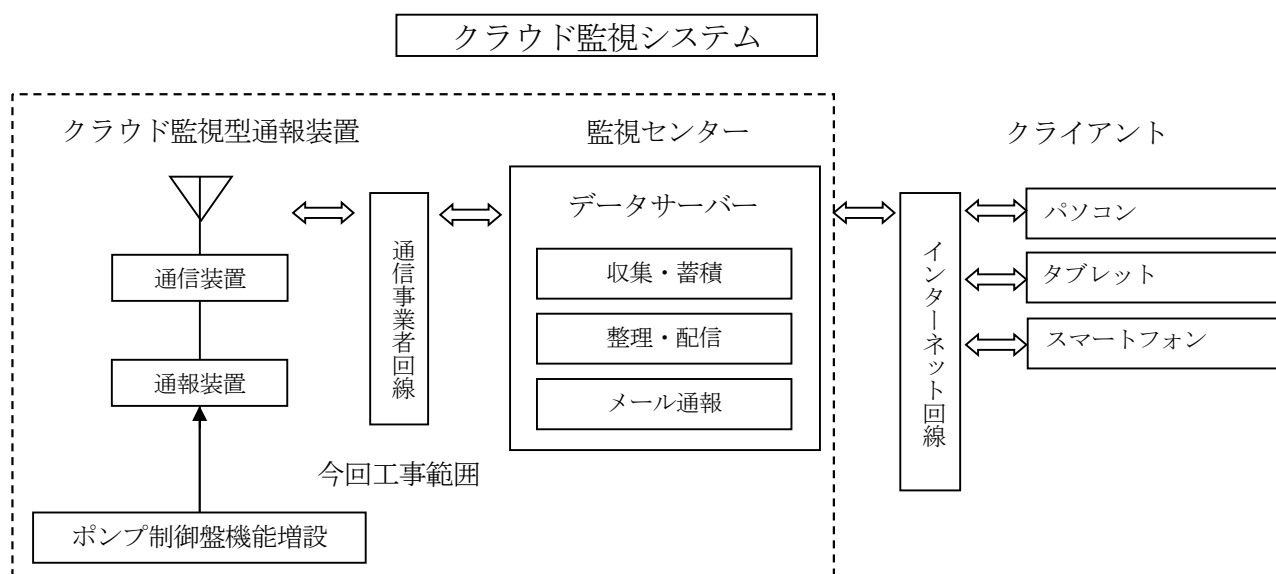 クラウド監視システム
クラウド監視型通報装置
監視センター
クライアント
データサーバー
通信装置
通報装置
ポンプ制御盤機能増設
通信事業者回線
収集・蓄積
整理・配信
メール通報
今回工事範囲
インターネット回線
パソコン
タブレット
スマートフォン